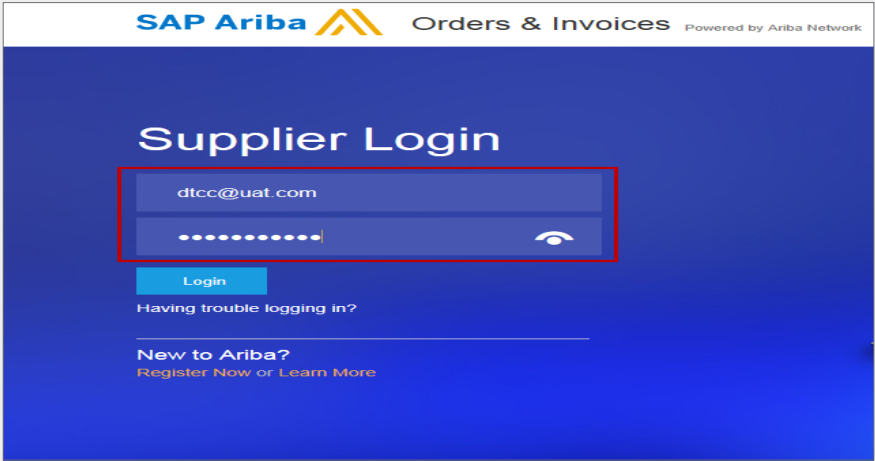 SAP Ariba Orders & Invoices Powered by Ariba Network
Supplier Login
dtcc@uat.com
●●●●●●●●●●●
Login
Having trouble logging in?
New to Ariba?
Register Now or Learn More